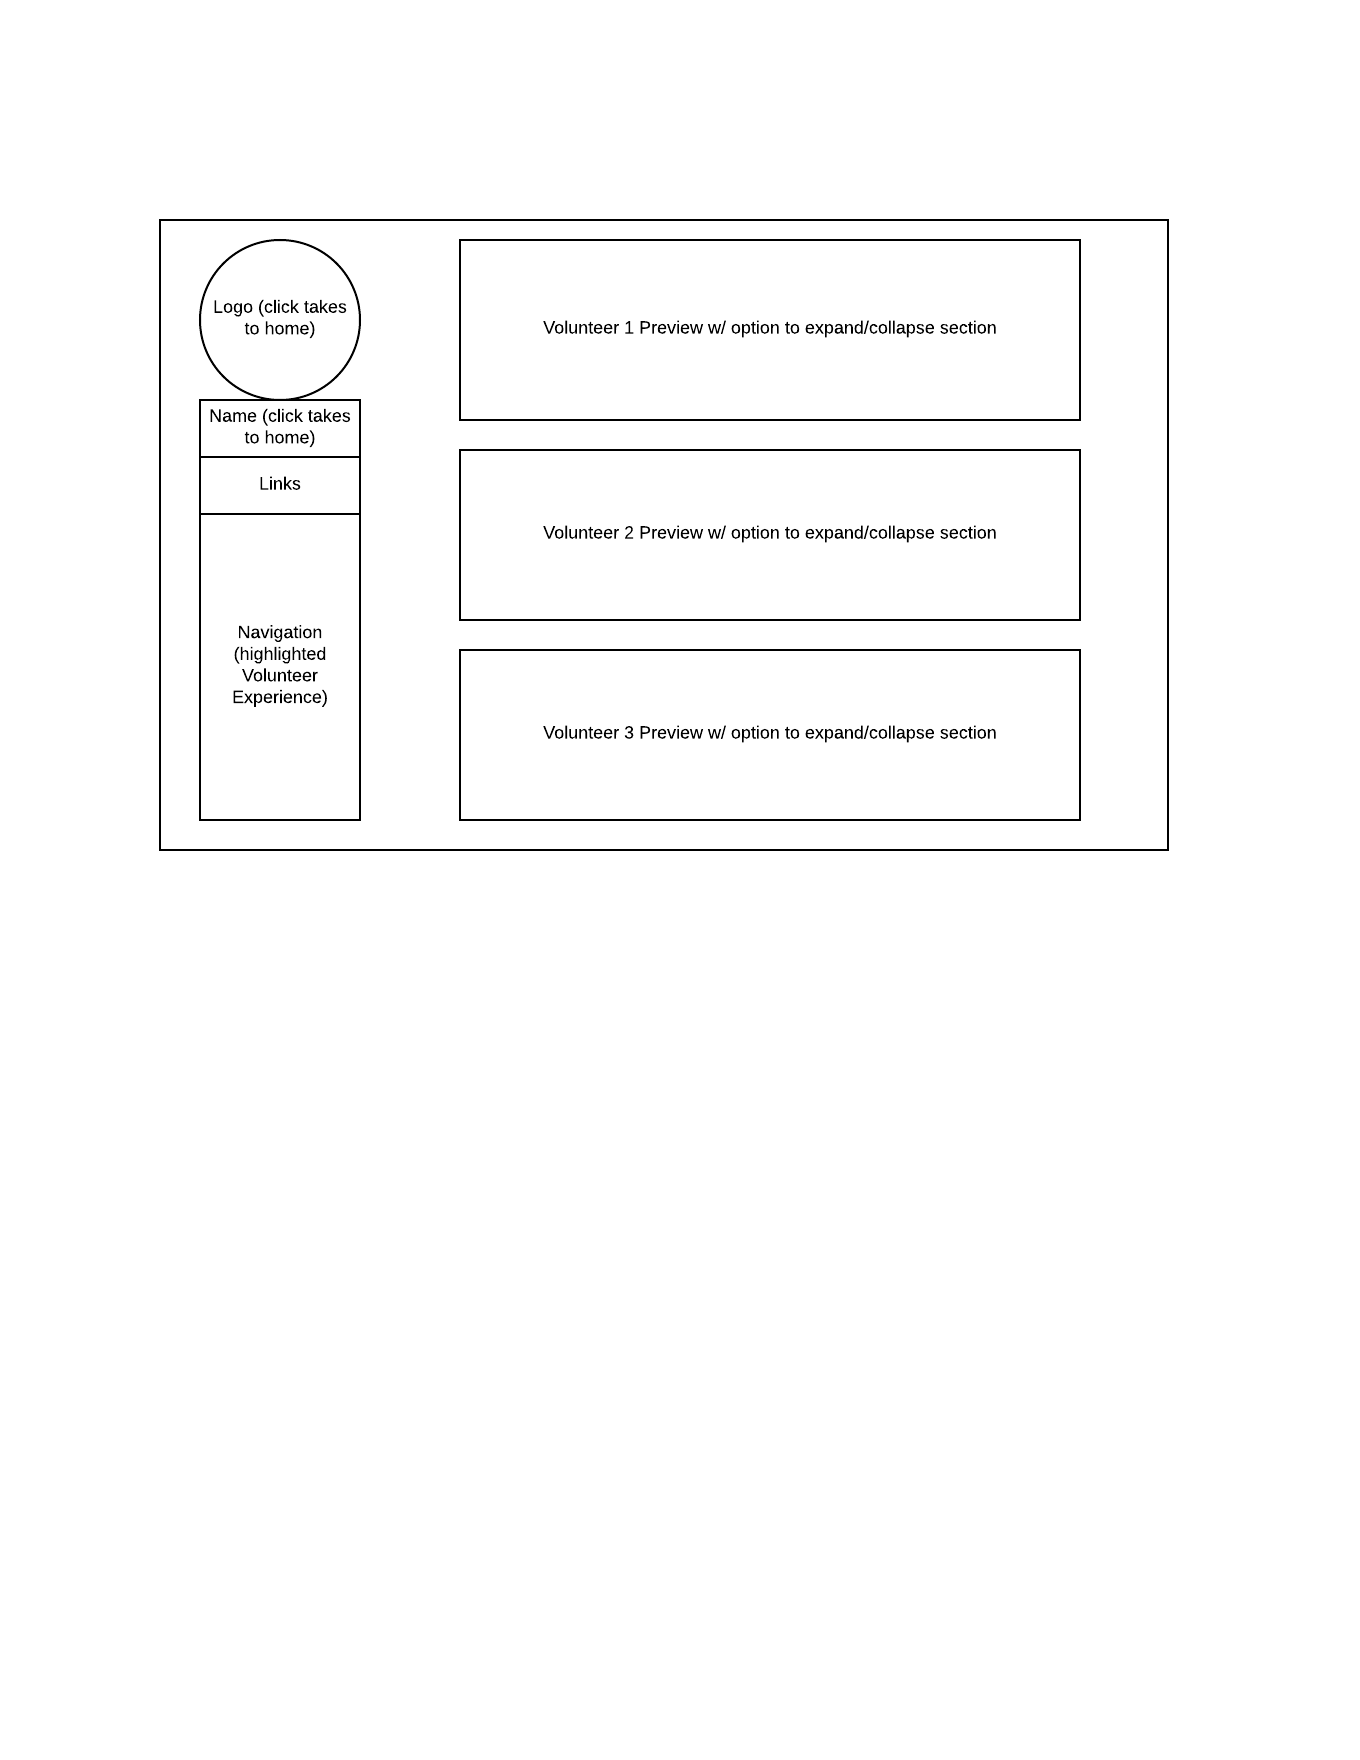 Logo (click takes
to home)
Name (click takes
to home)
Links
Navigation
(highlighted
Volunteer
Experience)
Volunteer 1 Preview w/ option to expand/collapse section
Volunteer 2 Preview w/ option to expand/collapse section
Volunteer 3 Preview w/ option to expand/collapse section